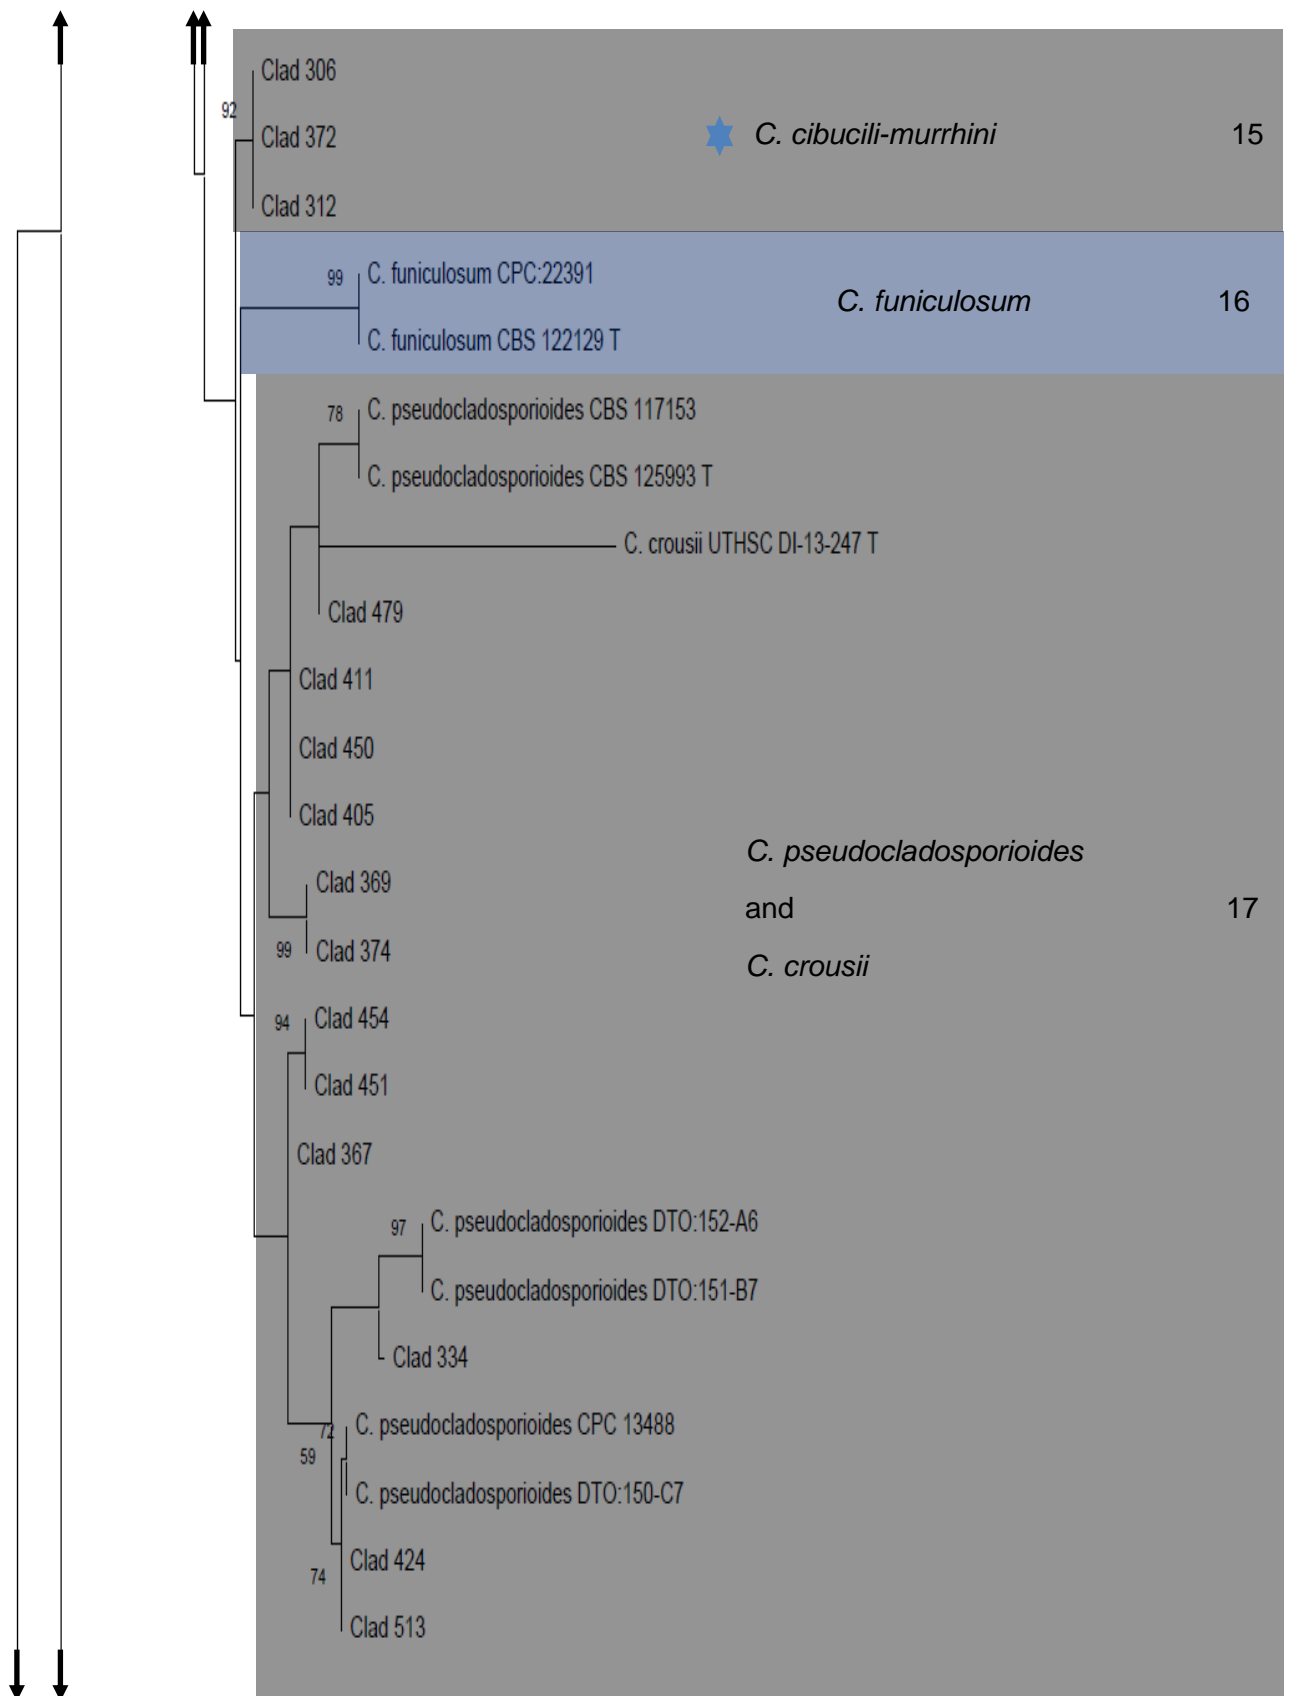 Clad 306
92
Clad 372
C. cibucili-murrhini 15
Clad 312
99 C. funiculosum CPC:22391
C. funiculosum 16
C. funiculosum CBS 122129 T
78 C. pseudocladosporioides CBS 117153
C. pseudocladosporioides CBS 125993 T
C. crousii UTHSC DI-13-247 T
Clad 479
Clad 411
Clad 450
Clad 405
C. pseudocladosporioides
Clad 369
and 17
99 Clad 374
C. crousii
94 Clad 454
Clad 451
Clad 367
97 C. pseudocladosporioides DTO:152-A6
C. pseudocladosporioides DTO:151-B7
Clad 334
72 C. pseudocladosporioides CPC 13488
59
C. pseudocladosporioides DTO:150-C7
Clad 424
74
Clad 513